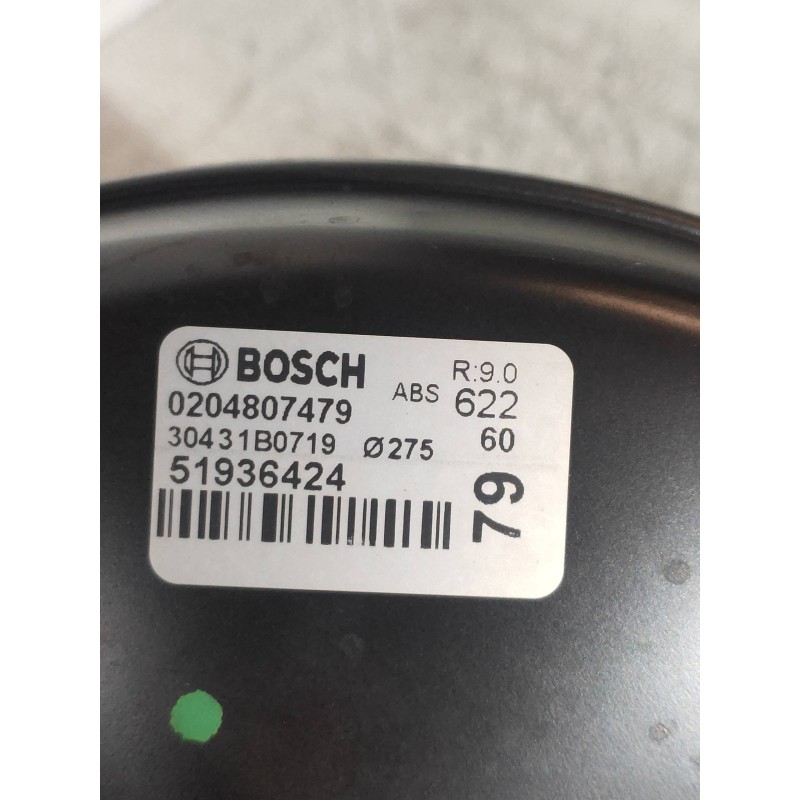 BOSCH R:9.0
0204807479 ABS 622
30431B0719 Ø275 60
51936424
79